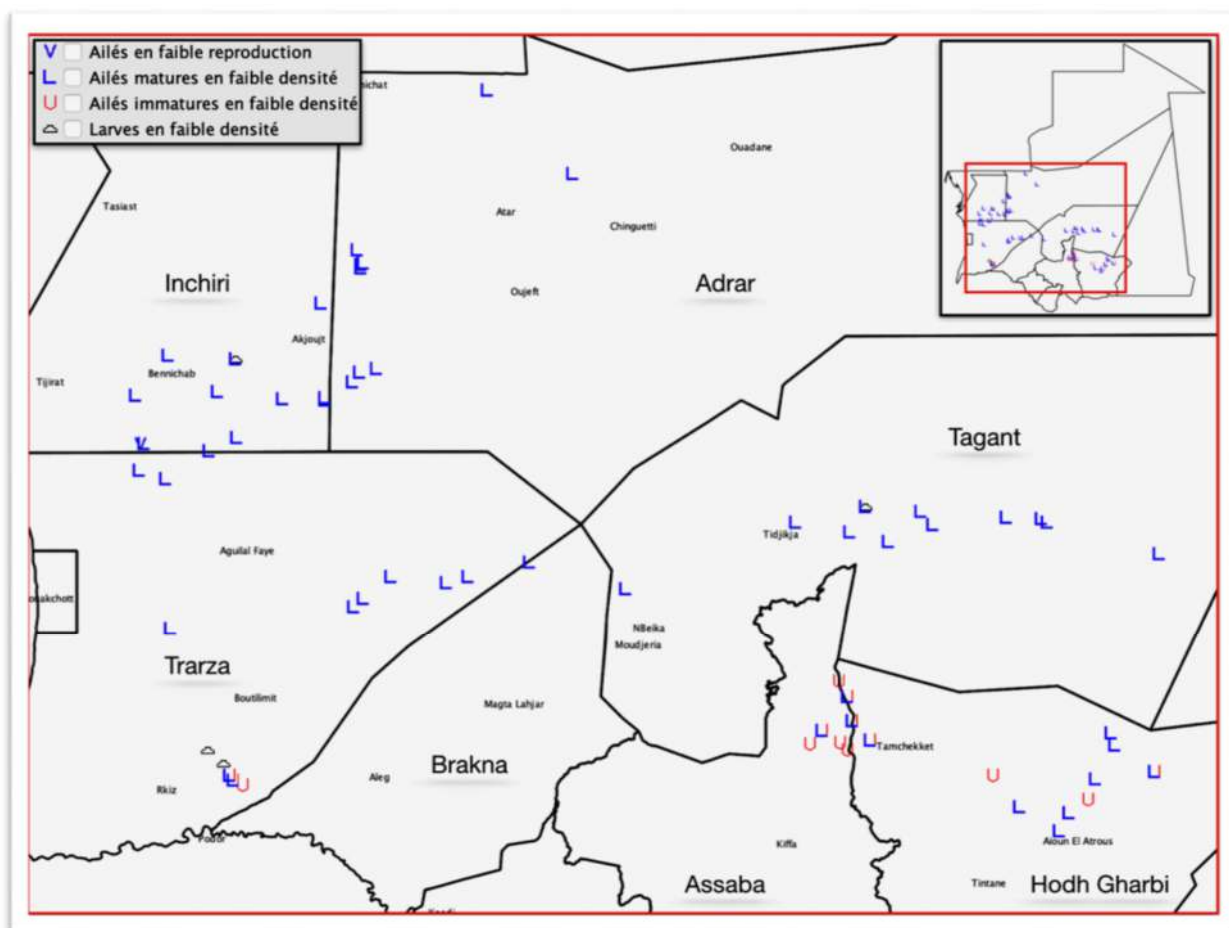 Ailés en faible reproduction
Ailés matures en faible densité
Ailés immatures en faible densité
Larves en faible densité
Ouadane
Tasiast
Atar
Chinguetti
Inchiri
Oujeft
Adrar
Akjoujt
Bennichab
Tijirat
Tagant
Tidjikja
Aguilal Faye
NBeika
Moudjeria
Trarza
Boutilimit
Magta Lahjar
Tamchekket
Brakna
Aleg
Rkiz
Podor
Kiffa
Aioun El Atrous
Assaba
Tintane
Hodh Gharbi